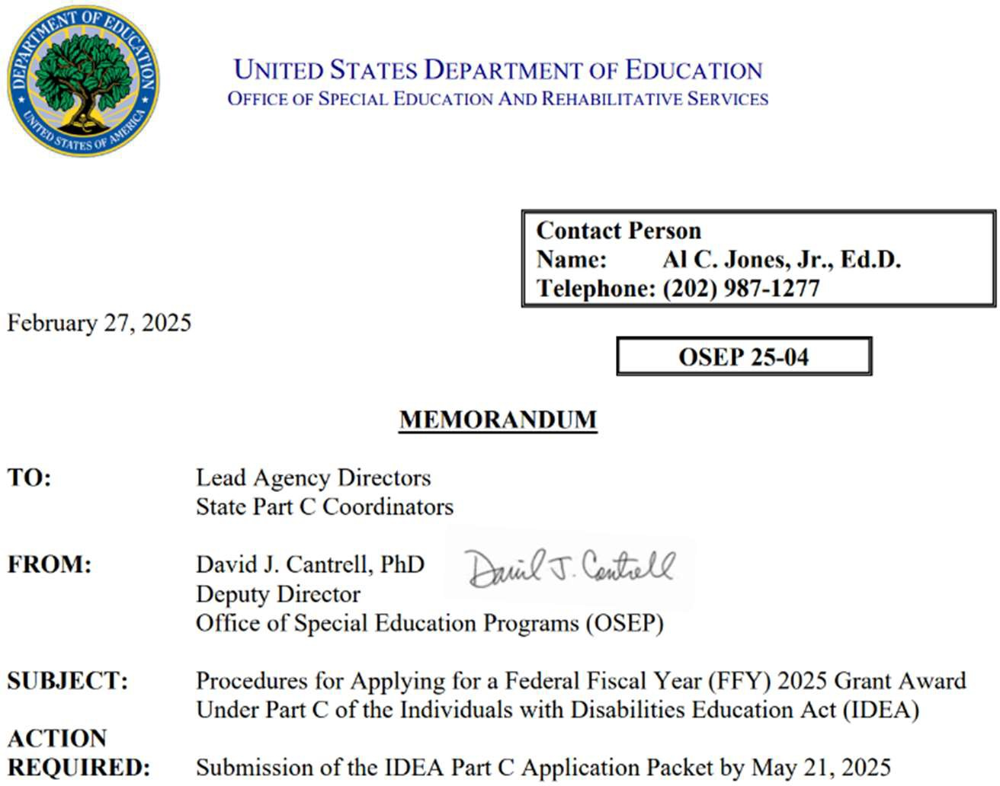 DEPARTMENT OF EDUCATION
UNITED STATES OF AMERICA
UNITED STATES DEPARTMENT OF EDUCATION
OFFICE OF SPECIAL EDUCATION AND REHABILITATIVE SERVICES
Contact Person
Name: Al C. Jones, Jr., Ed.D.
Telephone: (202) 987-1277
February 27, 2025
OSEP 25-04
MEMORANDUM
TO: Lead Agency Directors
State Part C Coordinators
FROM: David J. Cantrell, PhD
David J. Cantrell
Deputy Director
Office of Special Education Programs (OSEP)
SUBJECT: Procedures for Applying for a Federal Fiscal Year (FFY) 2025 Grant Award
Under Part C of the Individuals with Disabilities Education Act (IDEA)
ACTION
REQUIRED: Submission of the IDEA Part C Application Packet by May 21, 2025